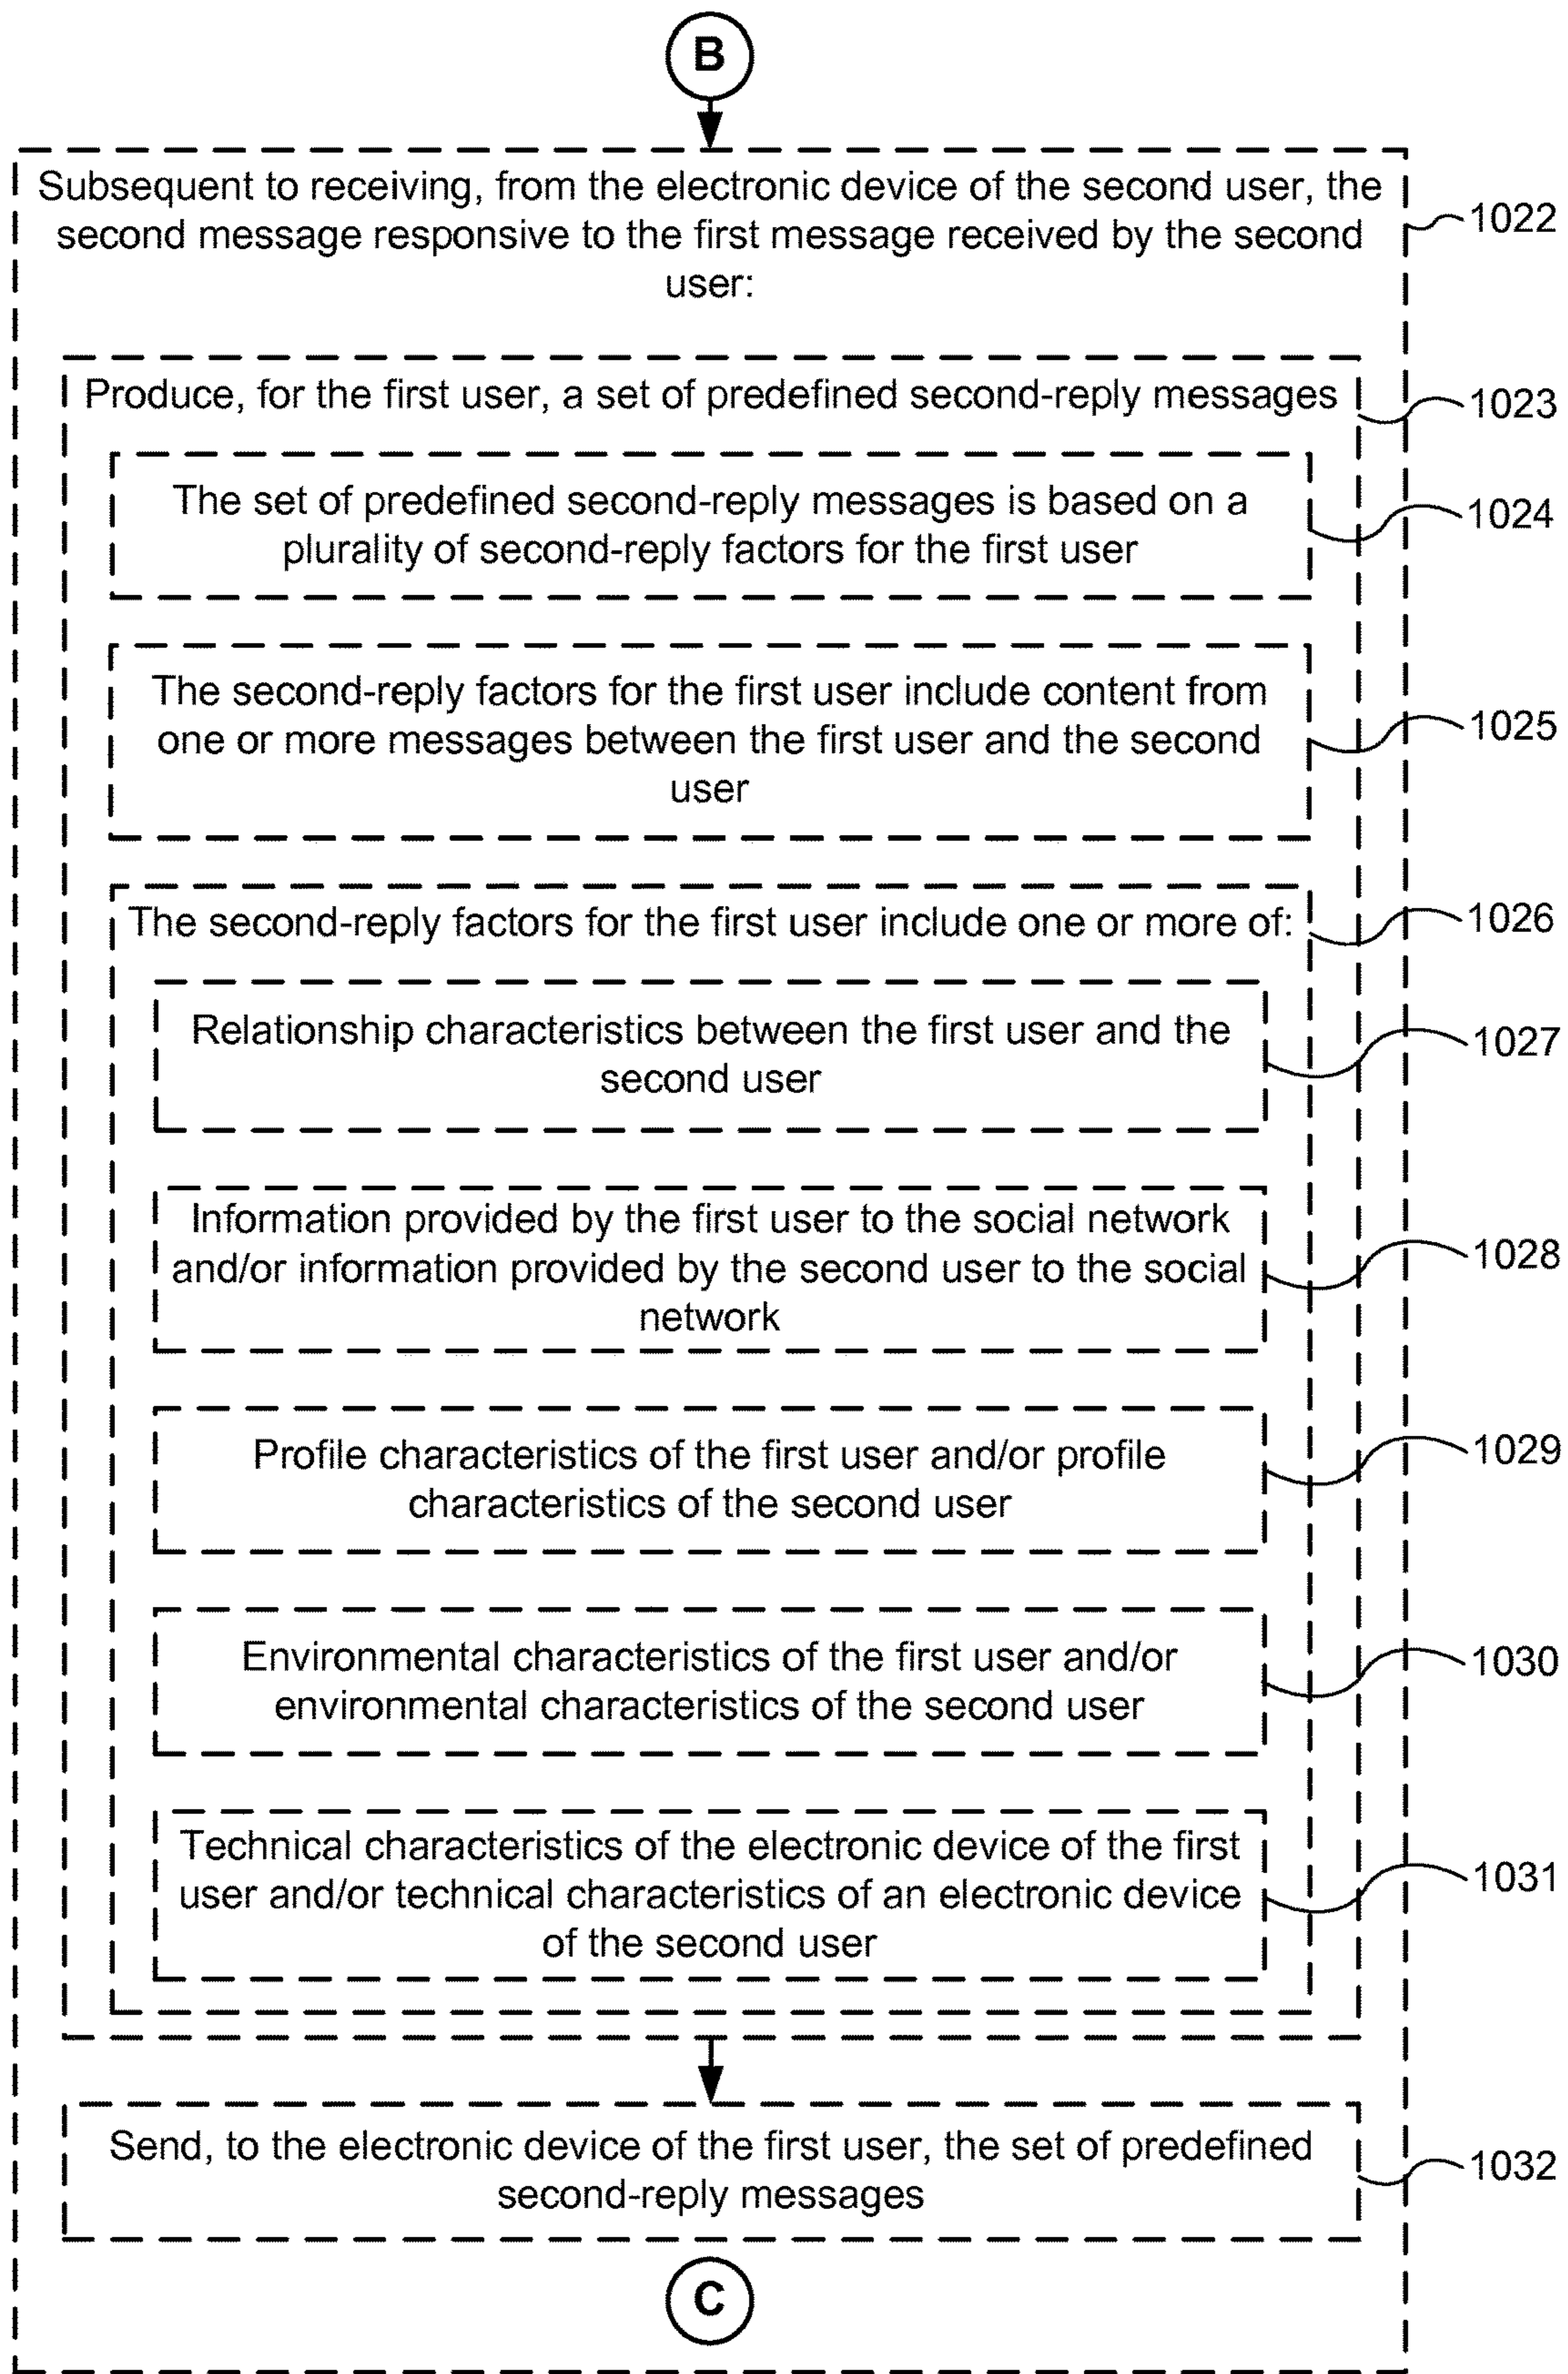 B
Subsequent to receiving, from the electronic device of the second user, the
second message responsive to the first message received by the second
user:
1022
Produce, for the first user, a set of predefined second-reply messages
1023
The set of predefined second-reply messages is based on a
plurality of second-reply factors for the first user
1024
The second-reply factors for the first user include content from
one or more messages between the first user and the second
user
1025
The second-reply factors for the first user include one or more of:
1026
Relationship characteristics between the first user and the
second user
1027
Information provided by the first user to the social network
and/or information provided by the second user to the social
network
1028
Profile characteristics of the first user and/or profile
characteristics of the second user
1029
Environmental characteristics of the first user and/or
environmental characteristics of the second user
1030
Technical characteristics of the electronic device of the first
user and/or technical characteristics of an electronic device
of the second user
1031
Send, to the electronic device of the first user, the set of predefined
second-reply messages
1032
C